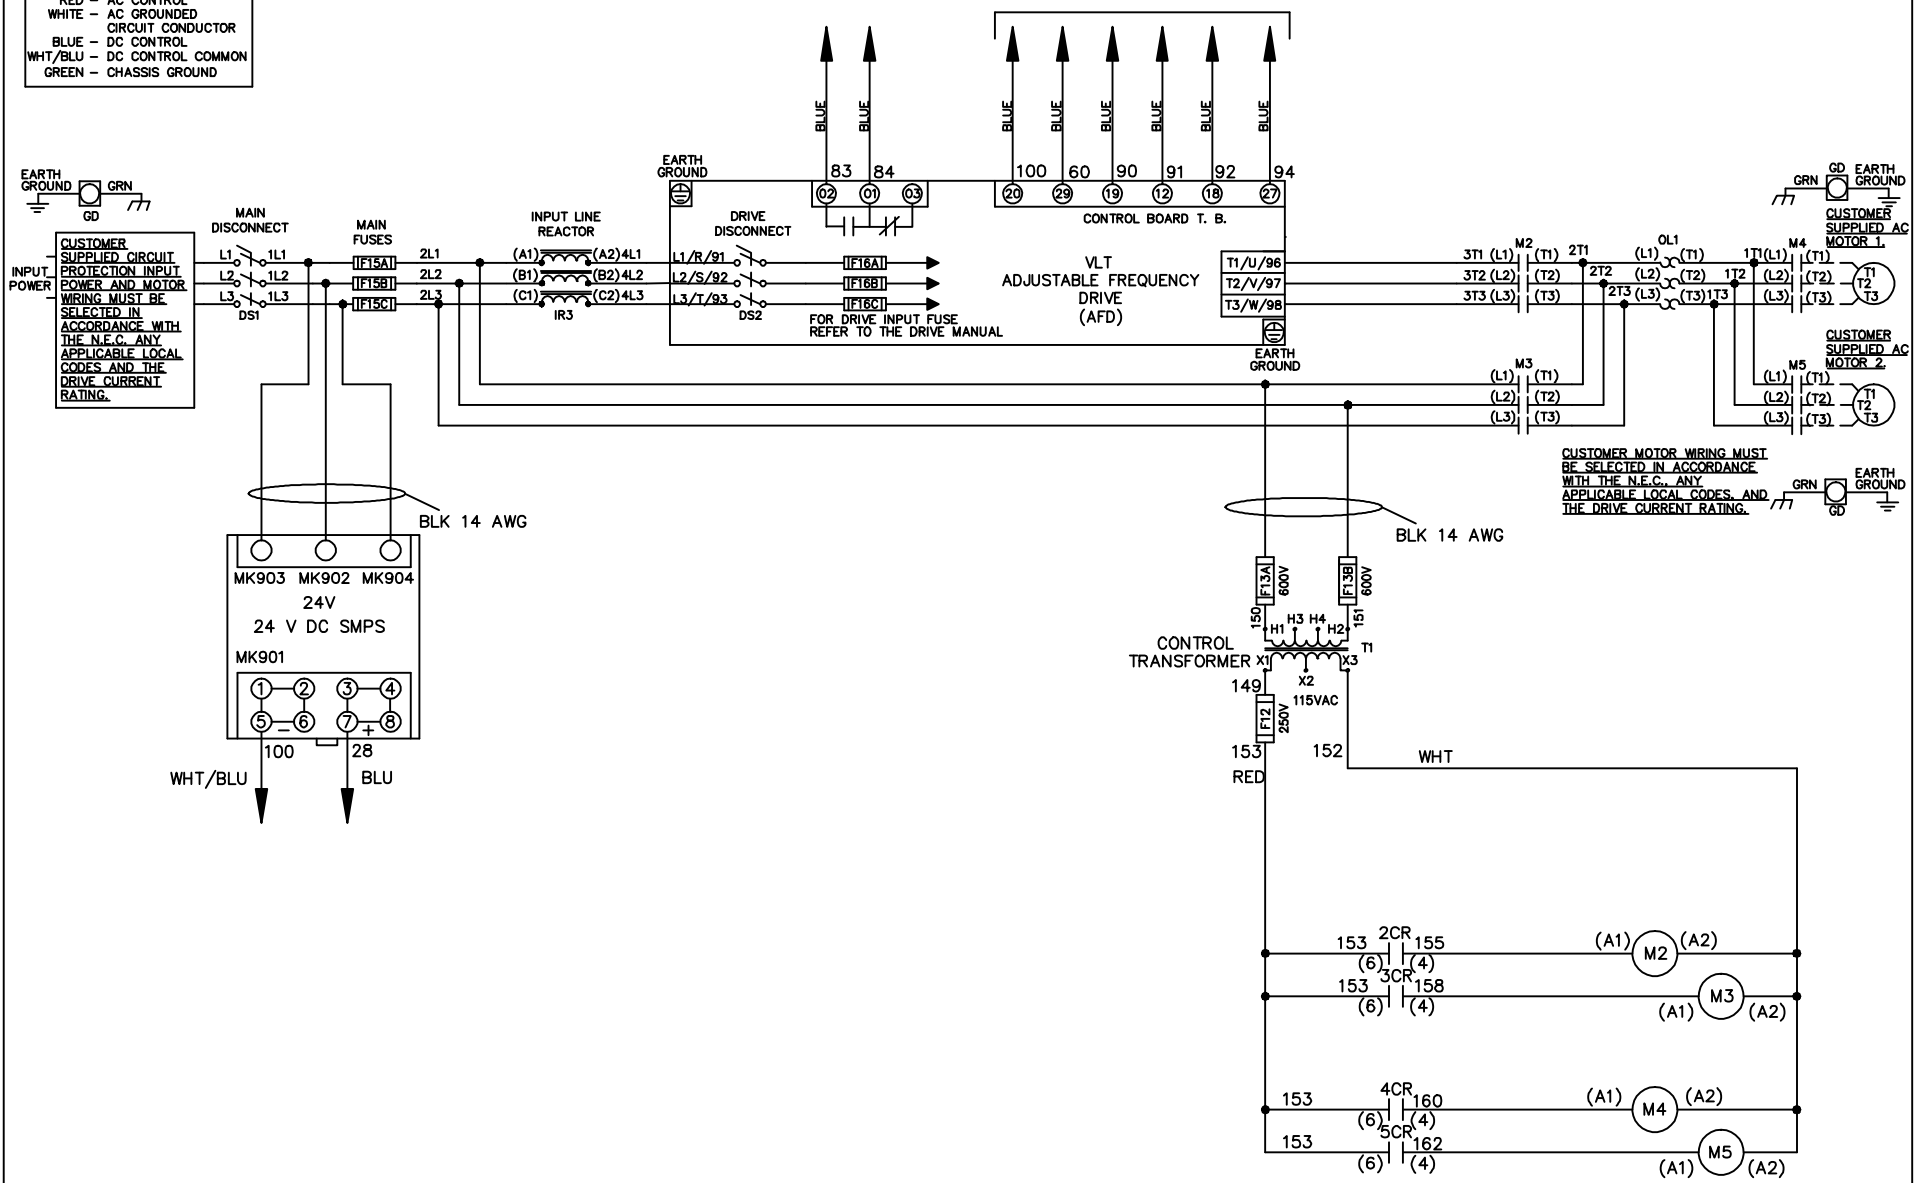 RED – AC CONTROL
WHITE – AC GROUNDED
CIRCUIT CONDUCTOR
BLUE – DC CONTROL
WHT/BLU – DC CONTROL COMMON
GREEN – CHASSIS GROUND
BLUE
BLUE
BLUE
BLUE
BLUE
BLUE
BLUE
BLUE
EARTH
GROUND
GRN
GD
EARTH
GROUND
83
84
100
60
90
91
92
94
02
01
03
20
29
19
12
18
27
CONTROL BOARD T. B.
GRN
GD
EARTH
GROUND
INPUT
POWER
CUSTOMER
SUPPLIED CIRCUIT
PROTECTION INPUT
POWER AND MOTOR
WIRING MUST BE
SELECTED IN
ACCORDANCE WITH
THE N.E.C. ANY
APPLICABLE LOCAL
CODES AND THE
DRIVE CURRENT
RATING.
MAIN
DISCONNECT
L1
1L1
L2
1L2
L3
1L3
DS1
MAIN
FUSES
F15A
F15B
F15C
2L1
2L2
2L3
INPUT LINE
REACTOR
(A1)
(A2)
4L1
(B1)
(B2)
4L2
(C1)
(C2)
4L3
IR3
L1/R/91
L2/S/92
L3/T/93
DRIVE
DISCONNECT
DS2
F16A
F16B
F16C
FOR DRIVE INPUT FUSE
REFER TO THE DRIVE MANUAL
VLT
ADJUSTABLE FREQUENCY
DRIVE
(AFD)
T1/U/96
T2/V/97
T3/W/98
EARTH
GROUND
M2
3T1 (L1) (T1) 2T1
3T2 (L2) (T2) 2T2
3T3 (L3) (T3) 2T3
OL1
(L1) (T1) 1T1
(L2) (T2) 1T2
(L3) (T3) 1T3
M4
(L1) (T1)
(L2) (T2)
(L3) (T3)
CUSTOMER
SUPPLIED AC
MOTOR 1.
T1
T2
T3
M3
(L1) (T1)
(L2) (T2)
(L3) (T3)
M5
(L1) (T1)
(L2) (T2)
(L3) (T3)
CUSTOMER
SUPPLIED AC
MOTOR 2.
T1
T2
T3
CUSTOMER MOTOR WIRING MUST
BE SELECTED IN ACCORDANCE
WITH THE N.E.C., ANY
APPLICABLE LOCAL CODES, AND
THE DRIVE CURRENT RATING.
GRN
GD
EARTH
GROUND
BLK 14 AWG
MK903 MK902 MK904
24V
24 V DC SMPS
MK901
1
2
3
4
5
6
7
8
–
+
100
28
WHT/BLU
BLU
BLK 14 AWG
F13A
600V
F13B
600V
150
151
H1
H3
H4
H2
T1
CONTROL
TRANSFORMER
X1
X3
X2
115VAC
149
F12
250V
153
RED
152
WHT
153
2CR
155
(6)
(4)
(A1)
M2
(A2)
153
3CR
158
(6)
(4)
(A1)
M3
(A2)
153
4CR
160
(6)
(4)
(A1)
M4
(A2)
153
5CR
162
(6)
(4)
(A1)
M5
(A2)